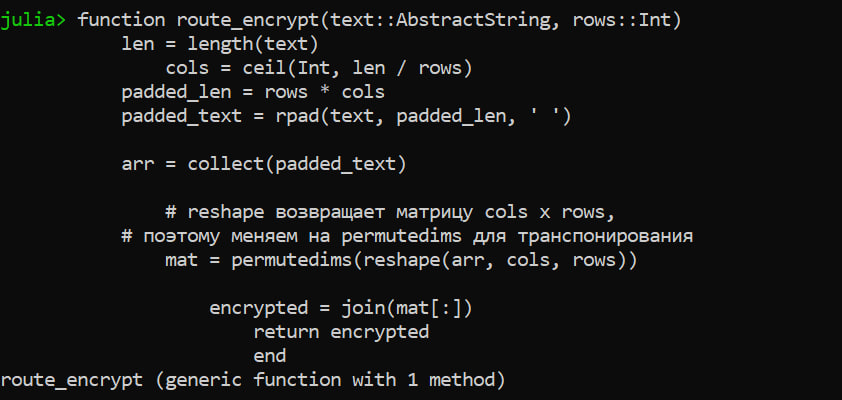 julia> function route_encrypt(text::AbstractString, rows::Int)
len = length(text)
cols = ceil(Int, len / rows)
padded_len = rows * cols
padded_text = rpad(text, padded_len, ' ')
arr = collect(padded_text)
# reshape возвращает матрицу cols x rows,
# поэтому меняем на permutedims для транспонирования
mat = permutedims(reshape(arr, cols, rows))
encrypted = join(mat[:])
return encrypted
end
route_encrypt (generic function with 1 method)